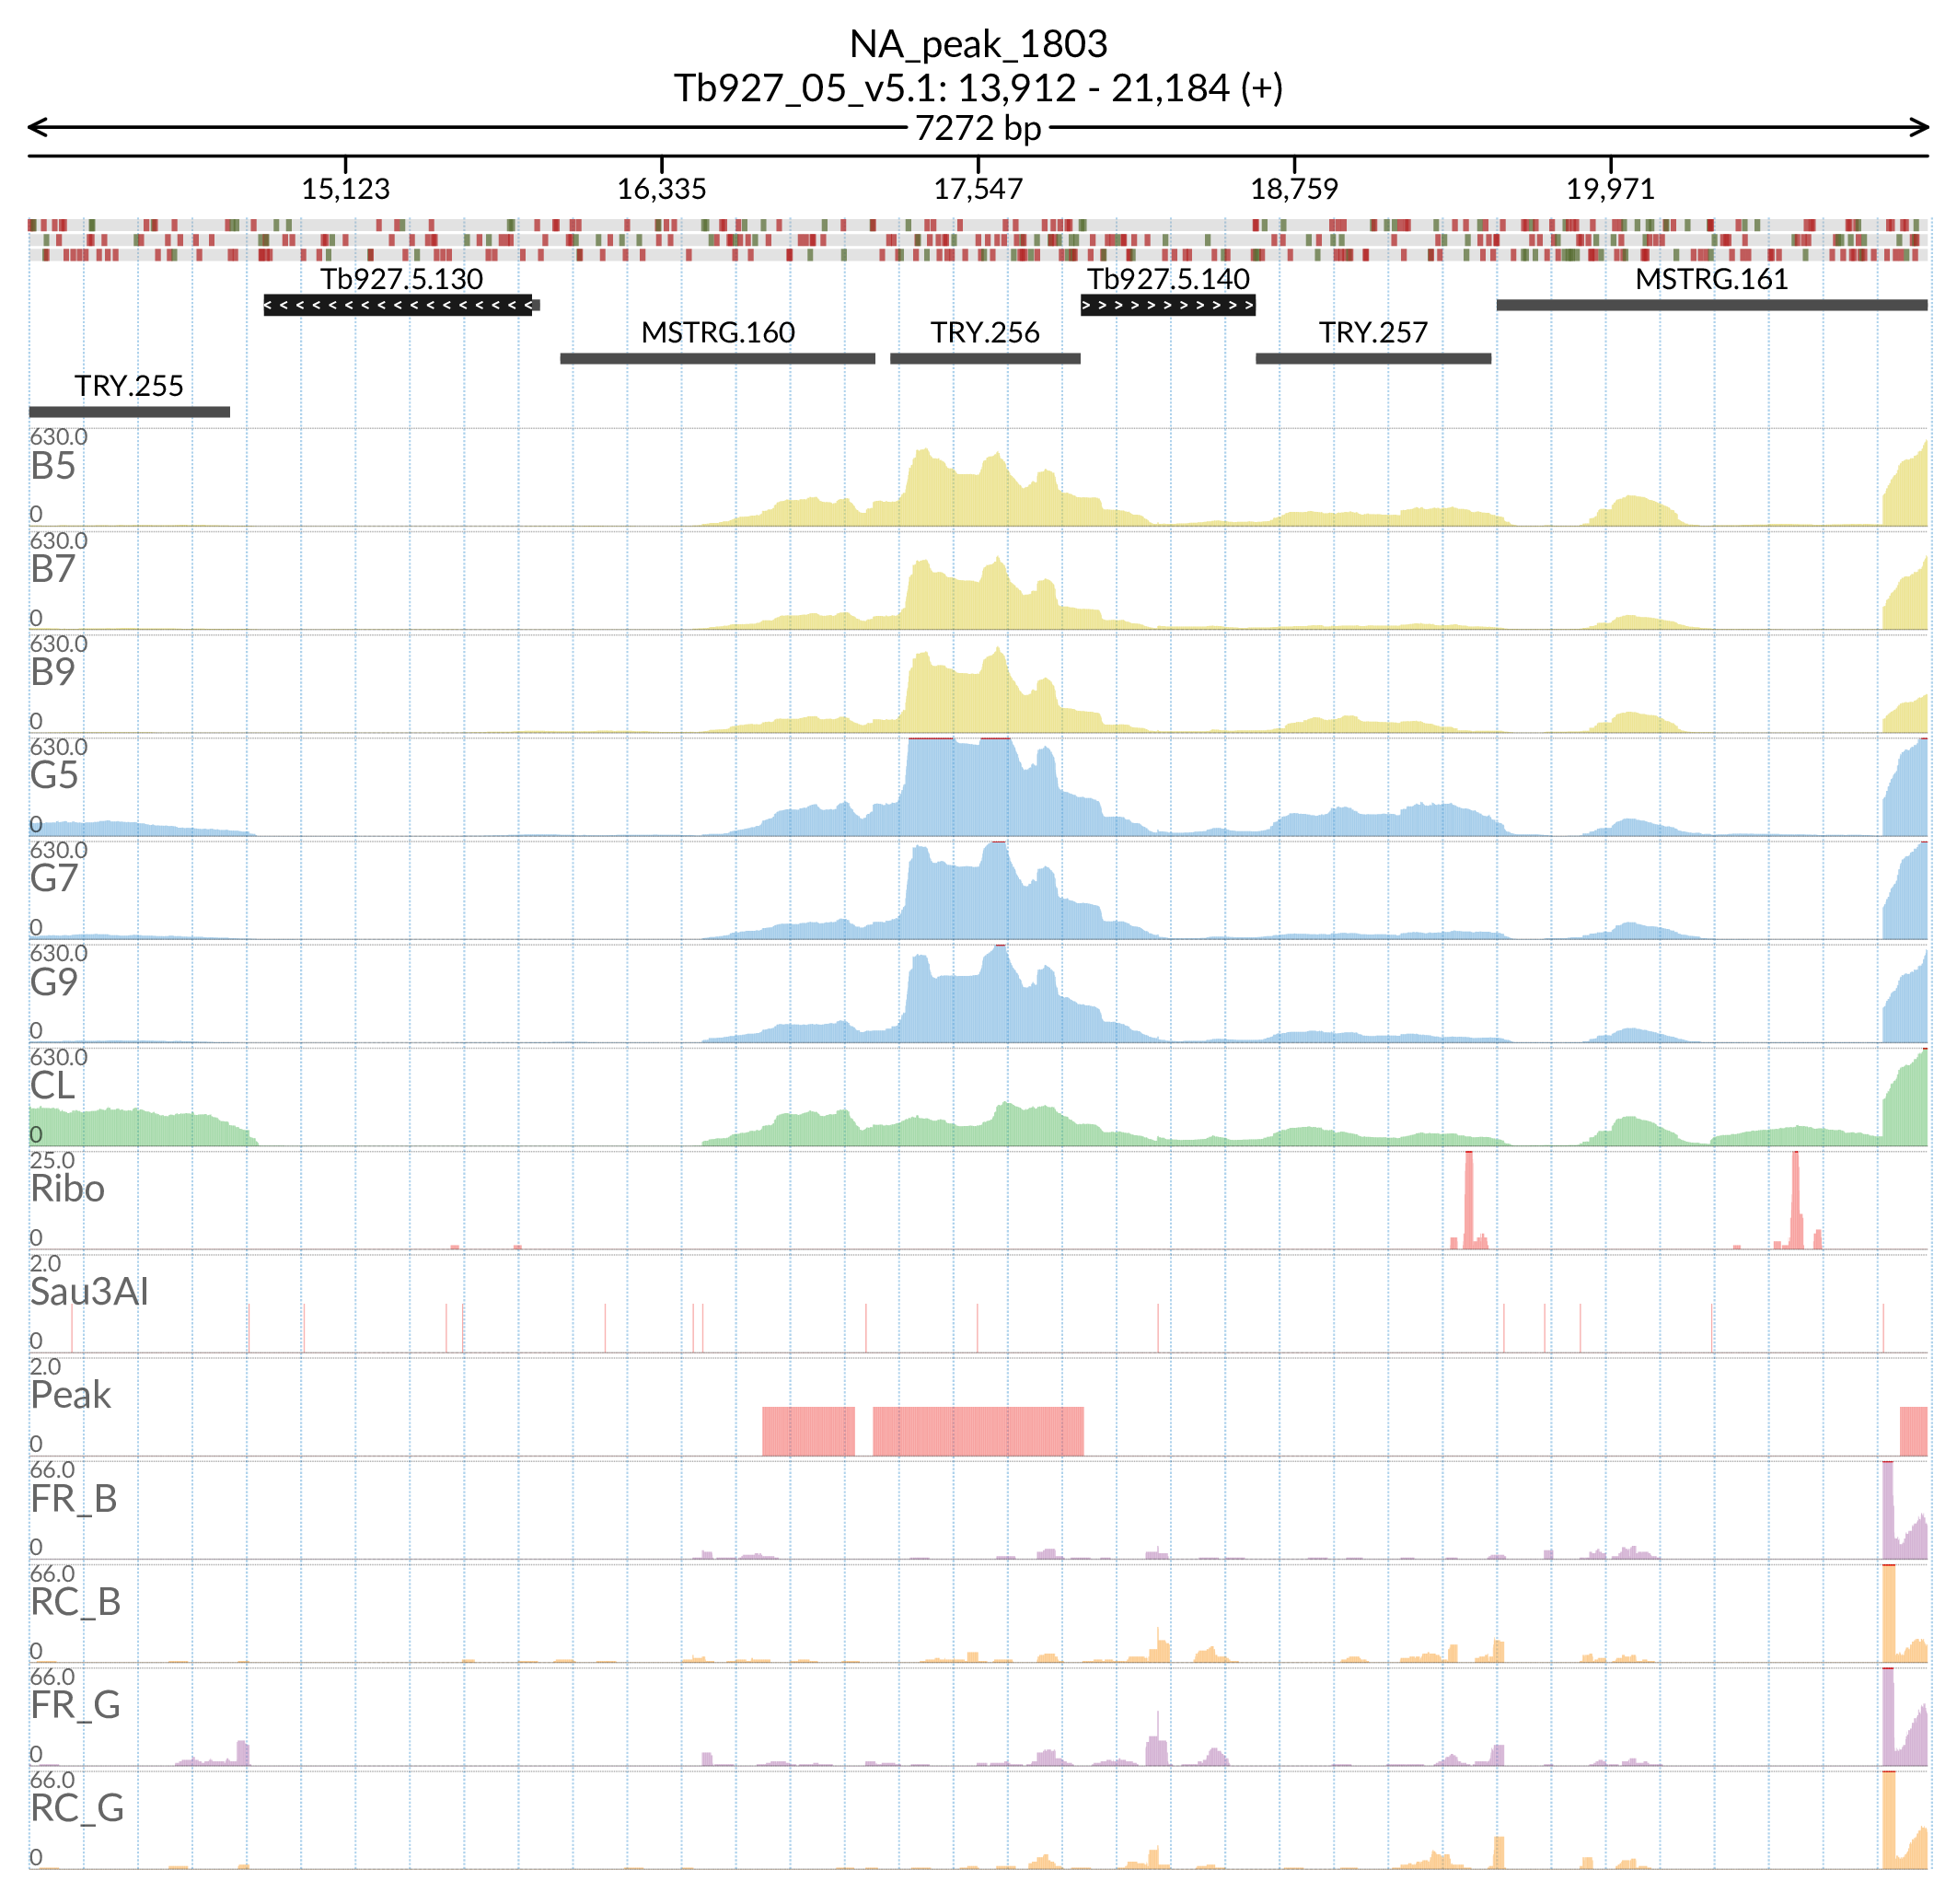 NA_peak_1803
Tb927_05_v5.1: 13,912 - 21,184 (+)
7272 bp
15,123 16,335 17,547 18,759 19,971
Tb927.5.130 Tb927.5.140 MSTRG.161
MSTRG.160 TRY.256 TRY.257
TRY.255
630.0
B5
0
630.0
B7
0
630.0
B9
0
630.0
G5
0
630.0
G7
0
630.0
G9
0
630.0
CL
0
25.0
Ribo
0
2.0
Sau3AI
0
2.0
Peak
0
66.0
FR_B
0
66.0
RC_B
0
66.0
FR_G
0
66.0
RC_G
0